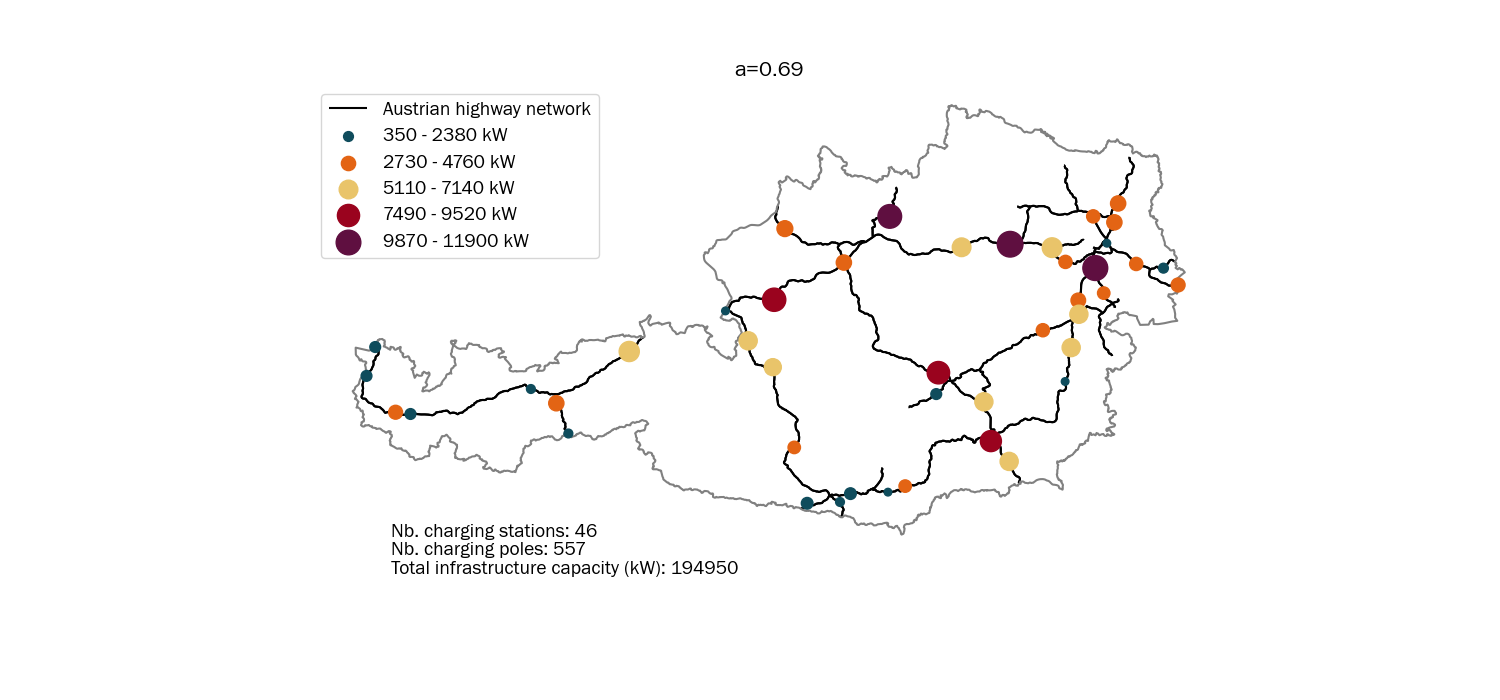 a=0.69
Austrian highway network
350 - 2380 kW
2730 - 4760 kW
5110 - 7140 kW
7490 - 9520 kW
9870 - 11900 kW
Nb. charging stations: 46
Nb. charging poles: 557
Total infrastructure capacity (kW): 194950